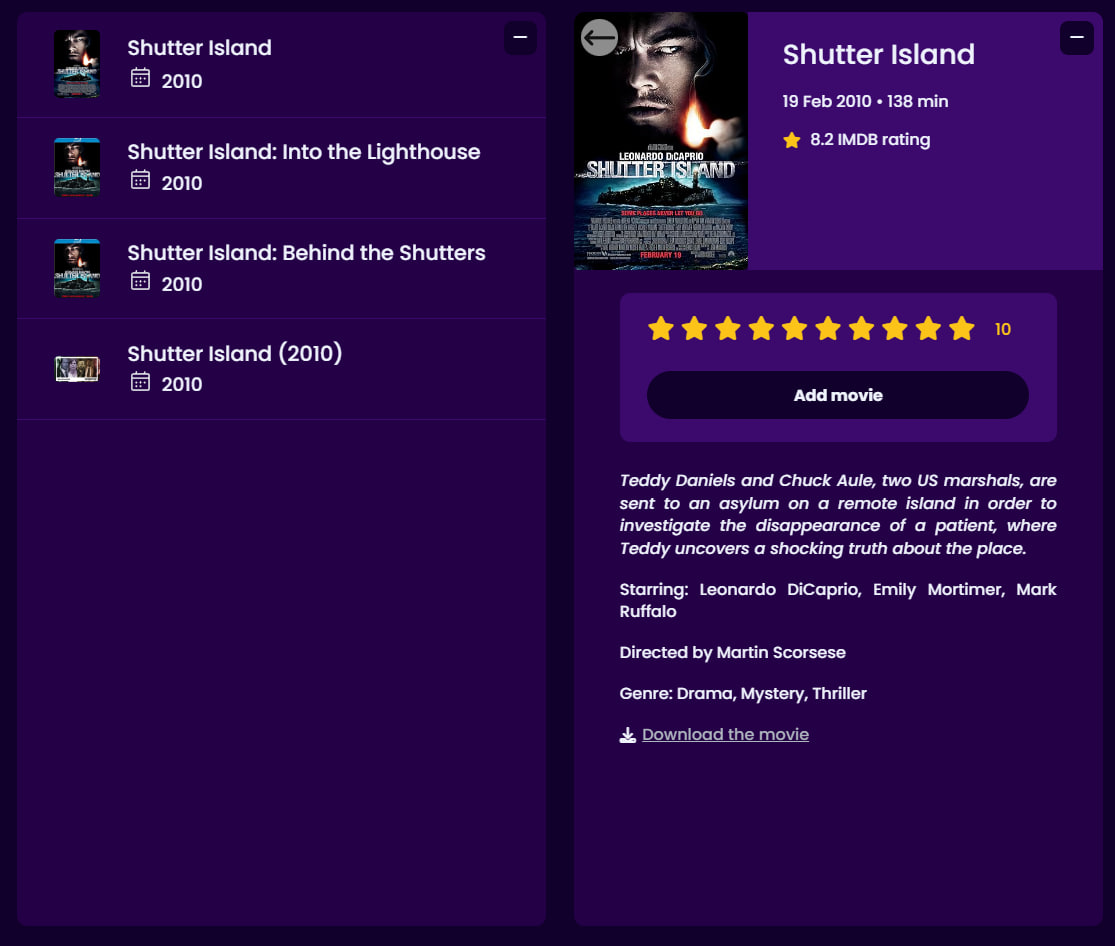 Shutter Island
2010
Shutter Island: Into the Lighthouse
2010
Shutter Island: Behind the Shutters
2010
Shutter Island (2010)
2010
LEONARDO DiCAPRIO
SHUTTER ISLAND
SOME PLACES NEVER LET YOU GO
FEBRUARY 19
Shutter Island
19 Feb 2010 • 138 min
8.2 IMDB rating
10
Add movie
Teddy Daniels and Chuck Aule, two US marshals, are
sent to an asylum on a remote island in order to
investigate the disappearance of a patient, where
Teddy uncovers a shocking truth about the place.
Starring: Leonardo DiCaprio, Emily Mortimer, Mark
Ruffalo
Directed by Martin Scorsese
Genre: Drama, Mystery, Thriller
Download the movie